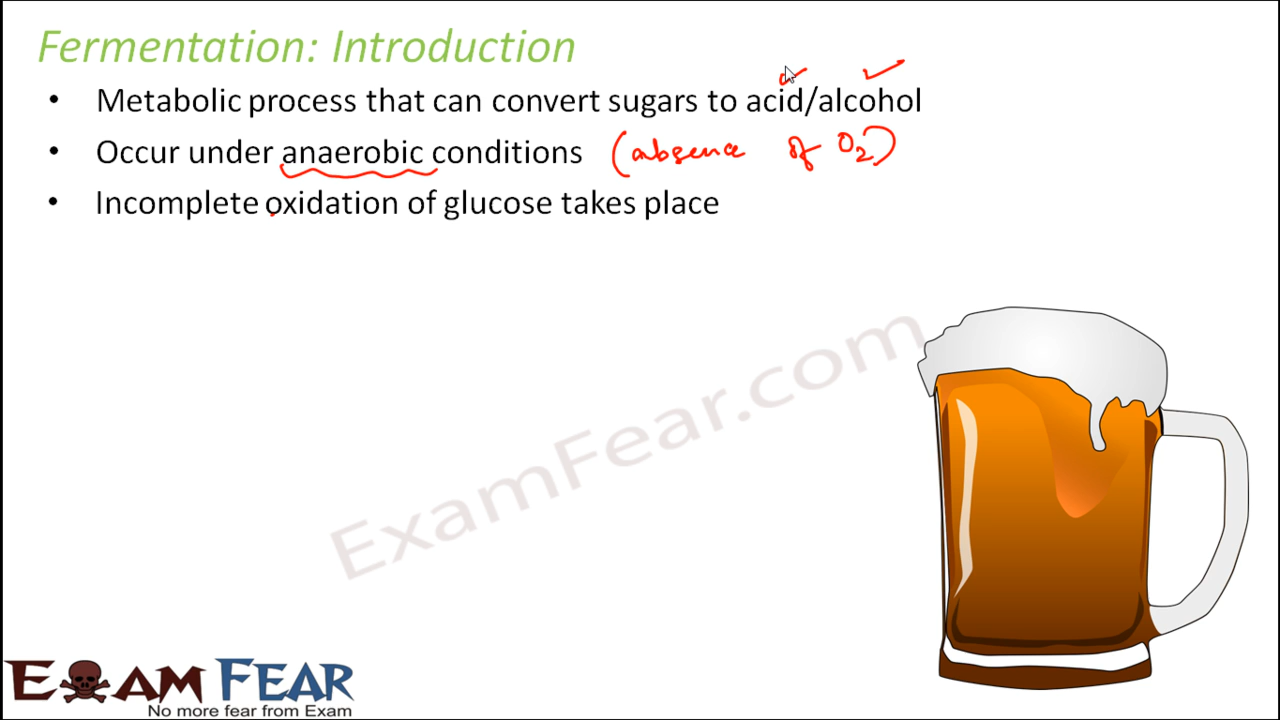 Fermentation: Introduction
• Metabolic process that can convert sugars to acid/alcohol
• Occur under anaerobic conditions (absence of O₂)
• Incomplete oxidation of glucose takes place
ExamFear.com
EXAM FEAR
No more fear from Exam